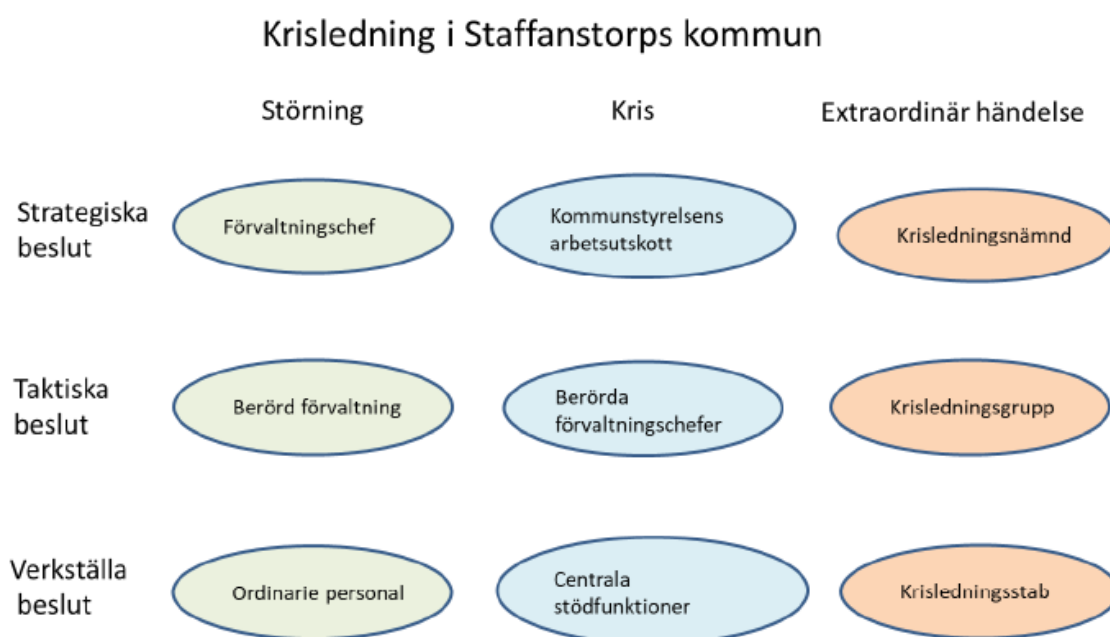 Krisledning i Staffanstorps kommun
Störning
Kris
Extraordinär händelse
Strategiska
beslut
Förvaltningschef
Kommunstyrelsens
arbetsutskott
Krisledningsnämnd
Taktiska
beslut
Berörd förvaltning
Berörda
förvaltningschefer
Krisledningsgrupp
Verkställa
beslut
Ordinarie personal
Centrala
stödfunktioner
Krisledningsstab